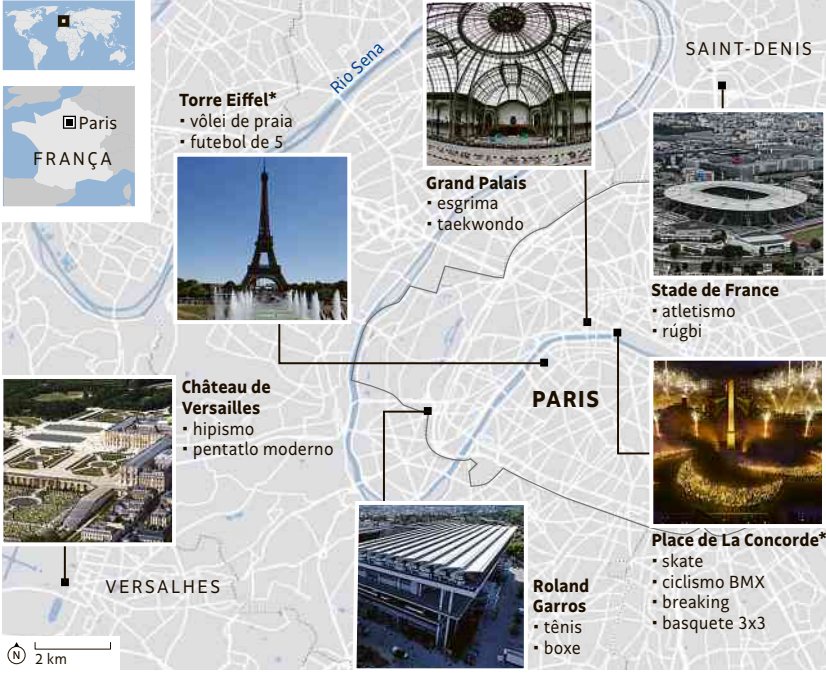 Paris
FRANÇA
Rio Sena
SAINT-DENIS
Torre Eiffel*
▪ vôlei de praia
▪ futebol de 5
Grand Palais
▪ esgrima
▪ taekwondo
Stade de France
▪ atletismo
▪ rúgbi
Château de
Versailles
▪ hipismo
▪ pentatlo moderno
PARIS
Place de La Concorde*
▪ skate
▪ ciclismo BMX
▪ breaking
▪ basquete 3x3
VERSALHES
Roland
Garros
▪ tênis
▪ boxe
N
2 km